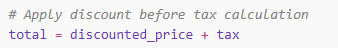 # Apply discount before tax calculation
total = discounted_price + tax